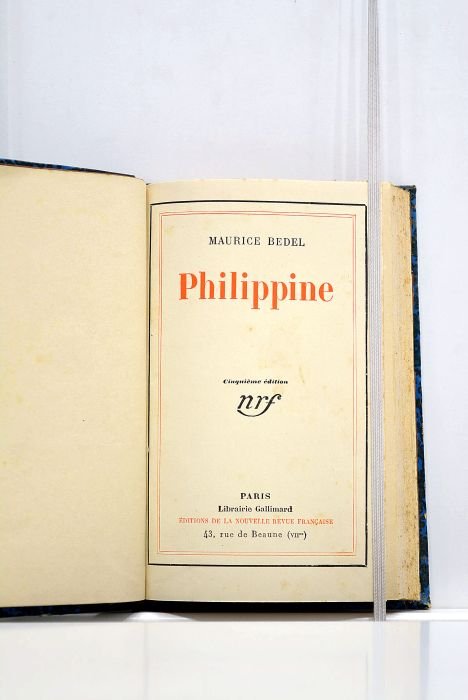 MAURICE BEDEL
Philippine
Cinquième édition
nrf
PARIS
Librairie Gallimard
ÉDITIONS DE LA NOUVELLE REVUE FRANÇAISE
43, rue de Beaune (VIIme)